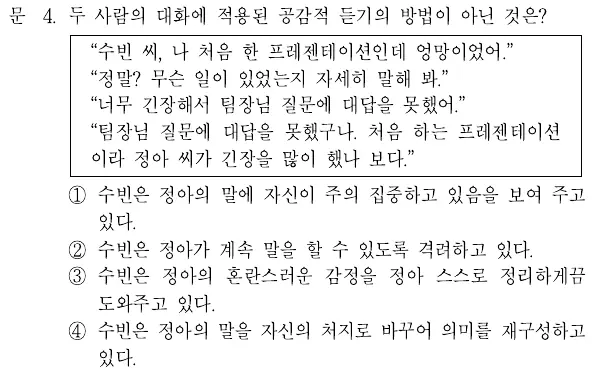 문 4. 두 사람의 대화에 적용된 공감적 듣기의 방법이 아닌 것은?
“수빈 씨, 나 처음 한 프레젠테이션인데 엉망이었어.”
“정말? 무슨 일이 있었는지 자세히 말해 봐.”
“너무 긴장해서 팀장님 질문에 대답을 못했어.”
“팀장님 질문에 대답을 못했구나. 처음 하는 프레젠테이션
이라 정아 씨가 긴장을 많이 했나 보다.”
① 수빈은 정아의 말에 자신이 주의 집중하고 있음을 보여 주고
있다.
② 수빈은 정아가 계속 말을 할 수 있도록 격려하고 있다.
③ 수빈은 정아의 혼란스러운 감정을 정아 스스로 정리하게끔
도와주고 있다.
④ 수빈은 정아의 말을 자신의 처지로 바꾸어 의미를 재구성하고
있다.